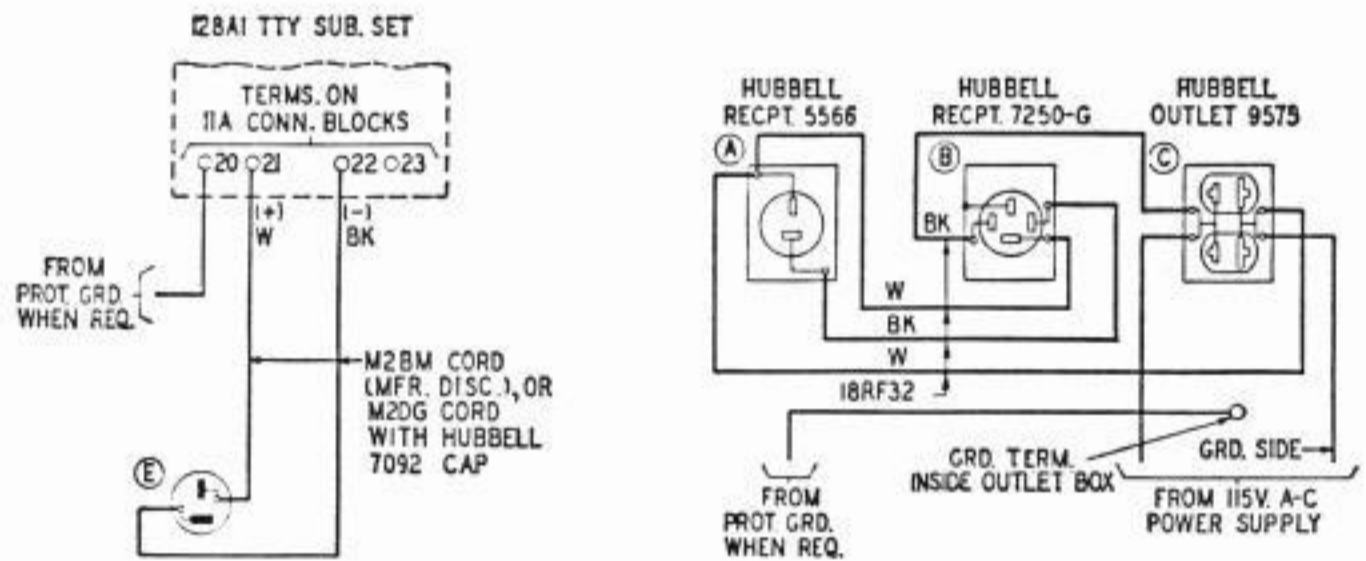 128A1 TTY SUB. SET
TERMS. ON
11A CONN. BLOCKS
20 21 22 23
(+) (-)
W BK
FROM
PROT. GRD.
WHEN REQ.
M2BM CORD
(MFR. DISC.), OR
M2DG CORD
WITH HUBBELL
7092 CAP
E
HUBBELL
RECPT. 5566
A
HUBBELL
RECPT. 7250-G
B
HUBBELL
OUTLET 9575
C
BK
W
BK
W
18RF32
GRD. TERM.
INSIDE OUTLET BOX
GRD. SIDE
FROM
PROT GRD.
WHEN REQ.
FROM 115V. A-C
POWER SUPPLY